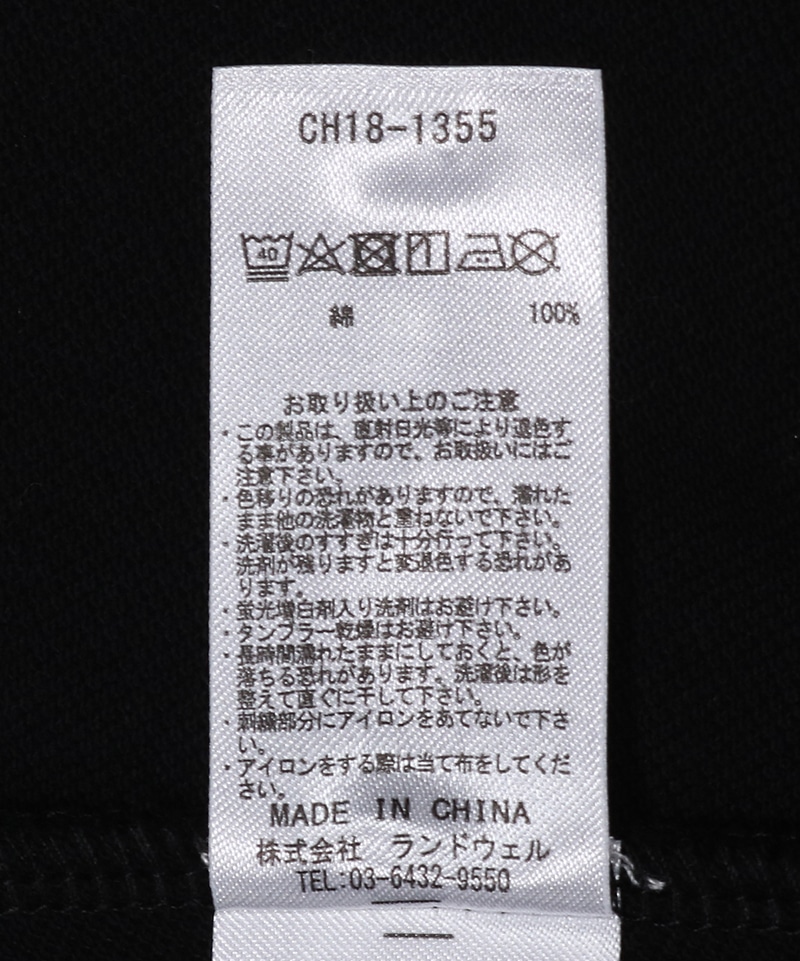 CH18-1355
40
綿 100%
お取り扱い上のご注意
・この製品は、直射日光等により退色す
る事がありますので、お取扱いにはご
注意下さい。
・色移りの恐れがありますので、濡れた
まま他の洗濯物と重ねないで下さい。
・洗濯後のすすぎは十分行って下さい。
洗剤が残りますと変退色する恐れがあ
ります。
・蛍光増白剤入り洗剤はお避け下さい。
・タンブラー乾燥はお避け下さい。
・長時間濡れたままにしておくと、色が
落ちる恐れがあります。洗濯後は形を
整えて直ぐに干して下さい。
・刺繍部分にアイロンをあてないで下さ
い。
・アイロンをする際は当て布をしてくだ
さい。
MADE IN CHINA
株式会社 ランドウェル
TEL:03-6432-9550